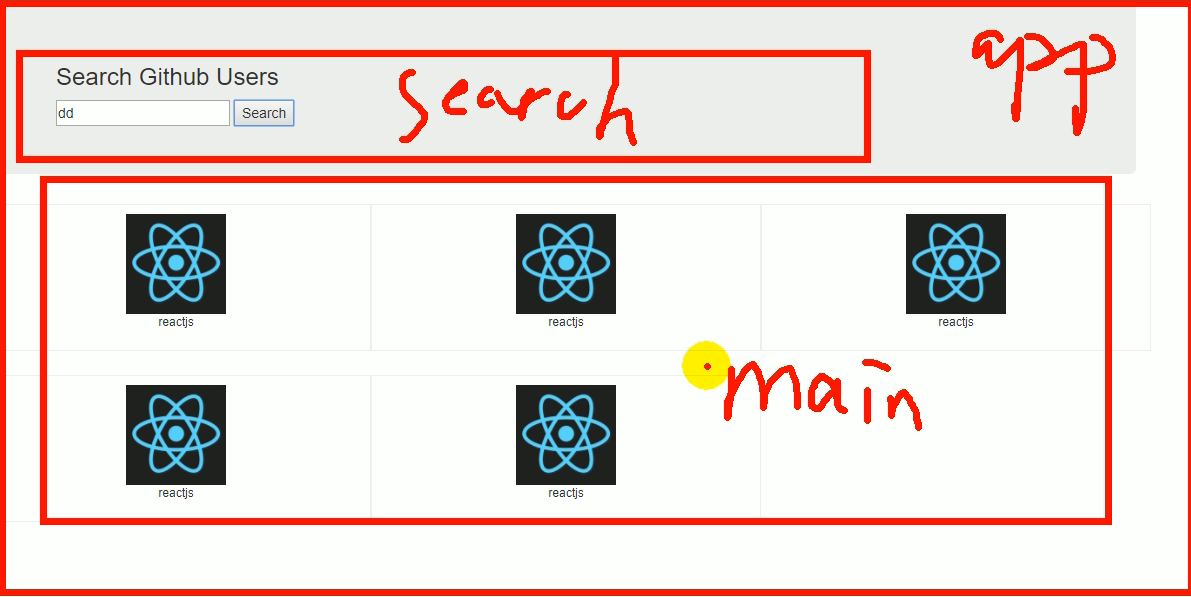 app
Search Github Users
search
dd Search
reactjs reactjs reactjs
main
reactjs reactjs